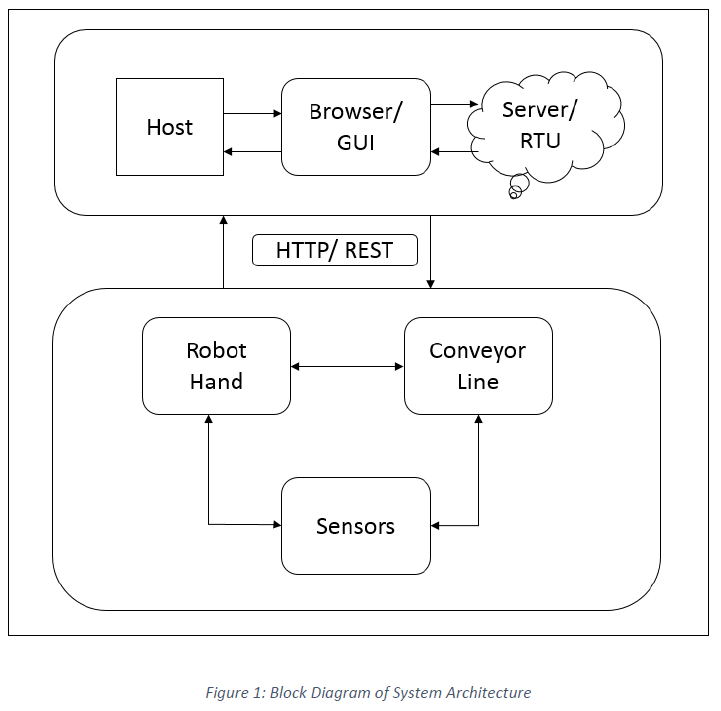 Host
Browser/
GUI
Server/
RTU
HTTP/ REST
Robot
Hand
Conveyor
Line
Sensors
Figure 1: Block Diagram of System Architecture